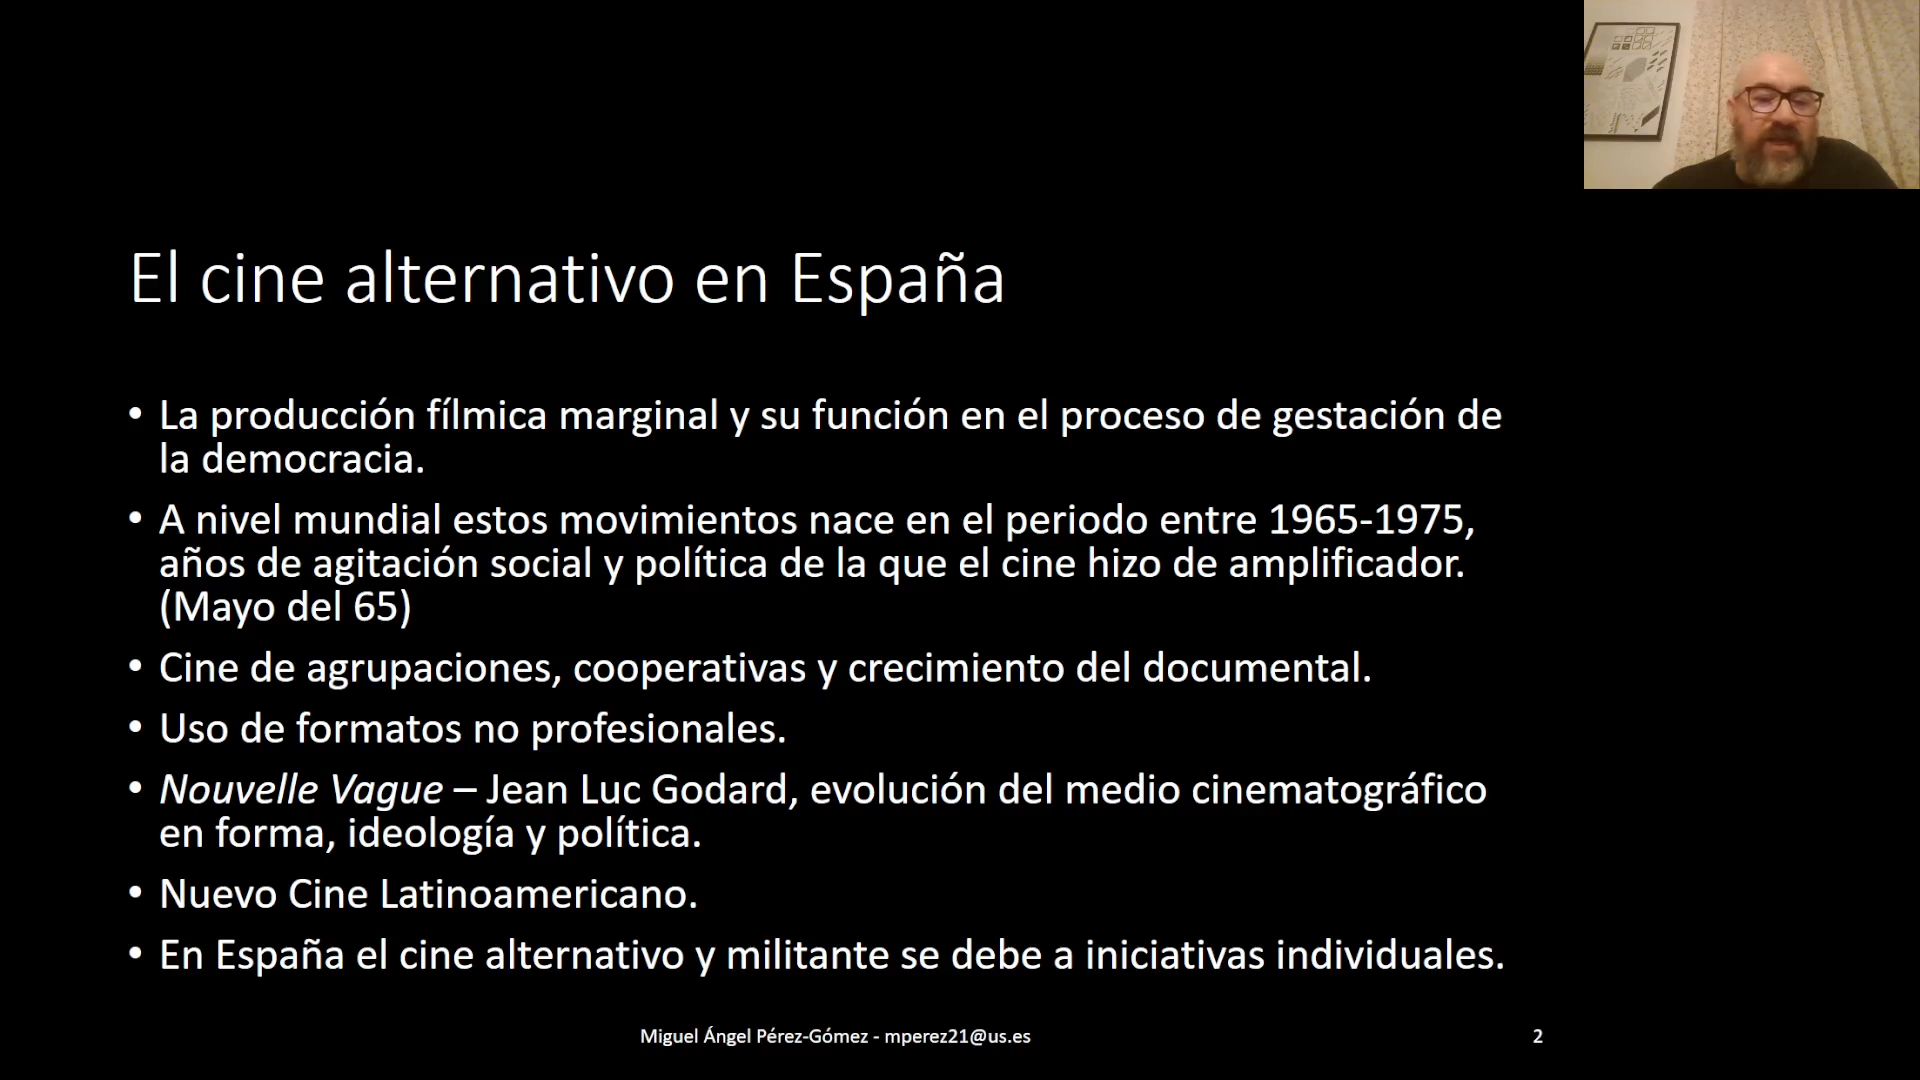 El cine alternativo en España
• La producción fílmica marginal y su función en el proceso de gestación de
la democracia.
• A nivel mundial estos movimientos nace en el periodo entre 1965-1975,
años de agitación social y política de la que el cine hizo de amplificador.
(Mayo del 65)
• Cine de agrupaciones, cooperativas y crecimiento del documental.
• Uso de formatos no profesionales.
• Nouvelle Vague – Jean Luc Godard, evolución del medio cinematográfico
en forma, ideología y política.
• Nuevo Cine Latinoamericano.
• En España el cine alternativo y militante se debe a iniciativas individuales.
Miguel Ángel Pérez-Gómez - mperez21@us.es
2